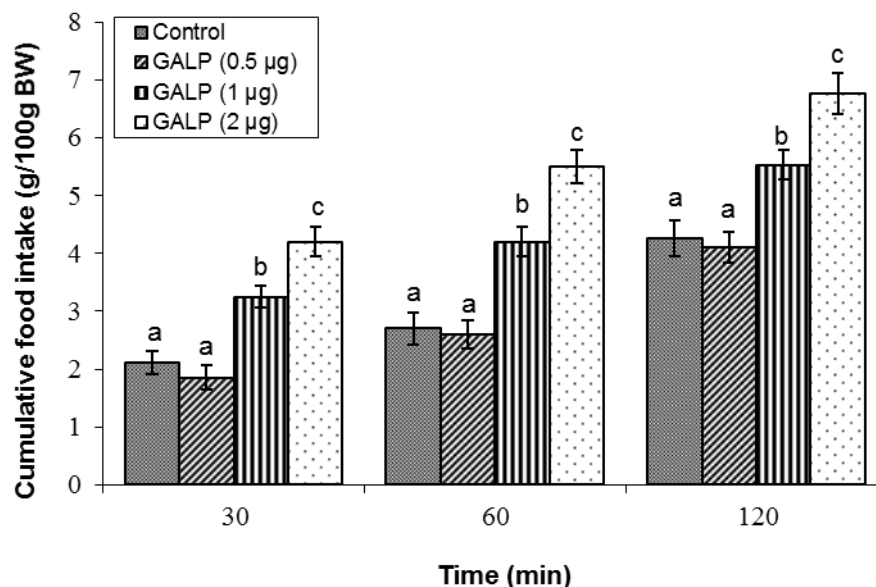 Cumulative food intake (g/100g BW)
8
7
6
5
4
3
2
1
0
Control
GALP (0.5 µg)
GALP (1 µg)
GALP (2 µg)
a
a
b
c
a
a
b
c
a
a
b
c
30
60
120
Time (min)